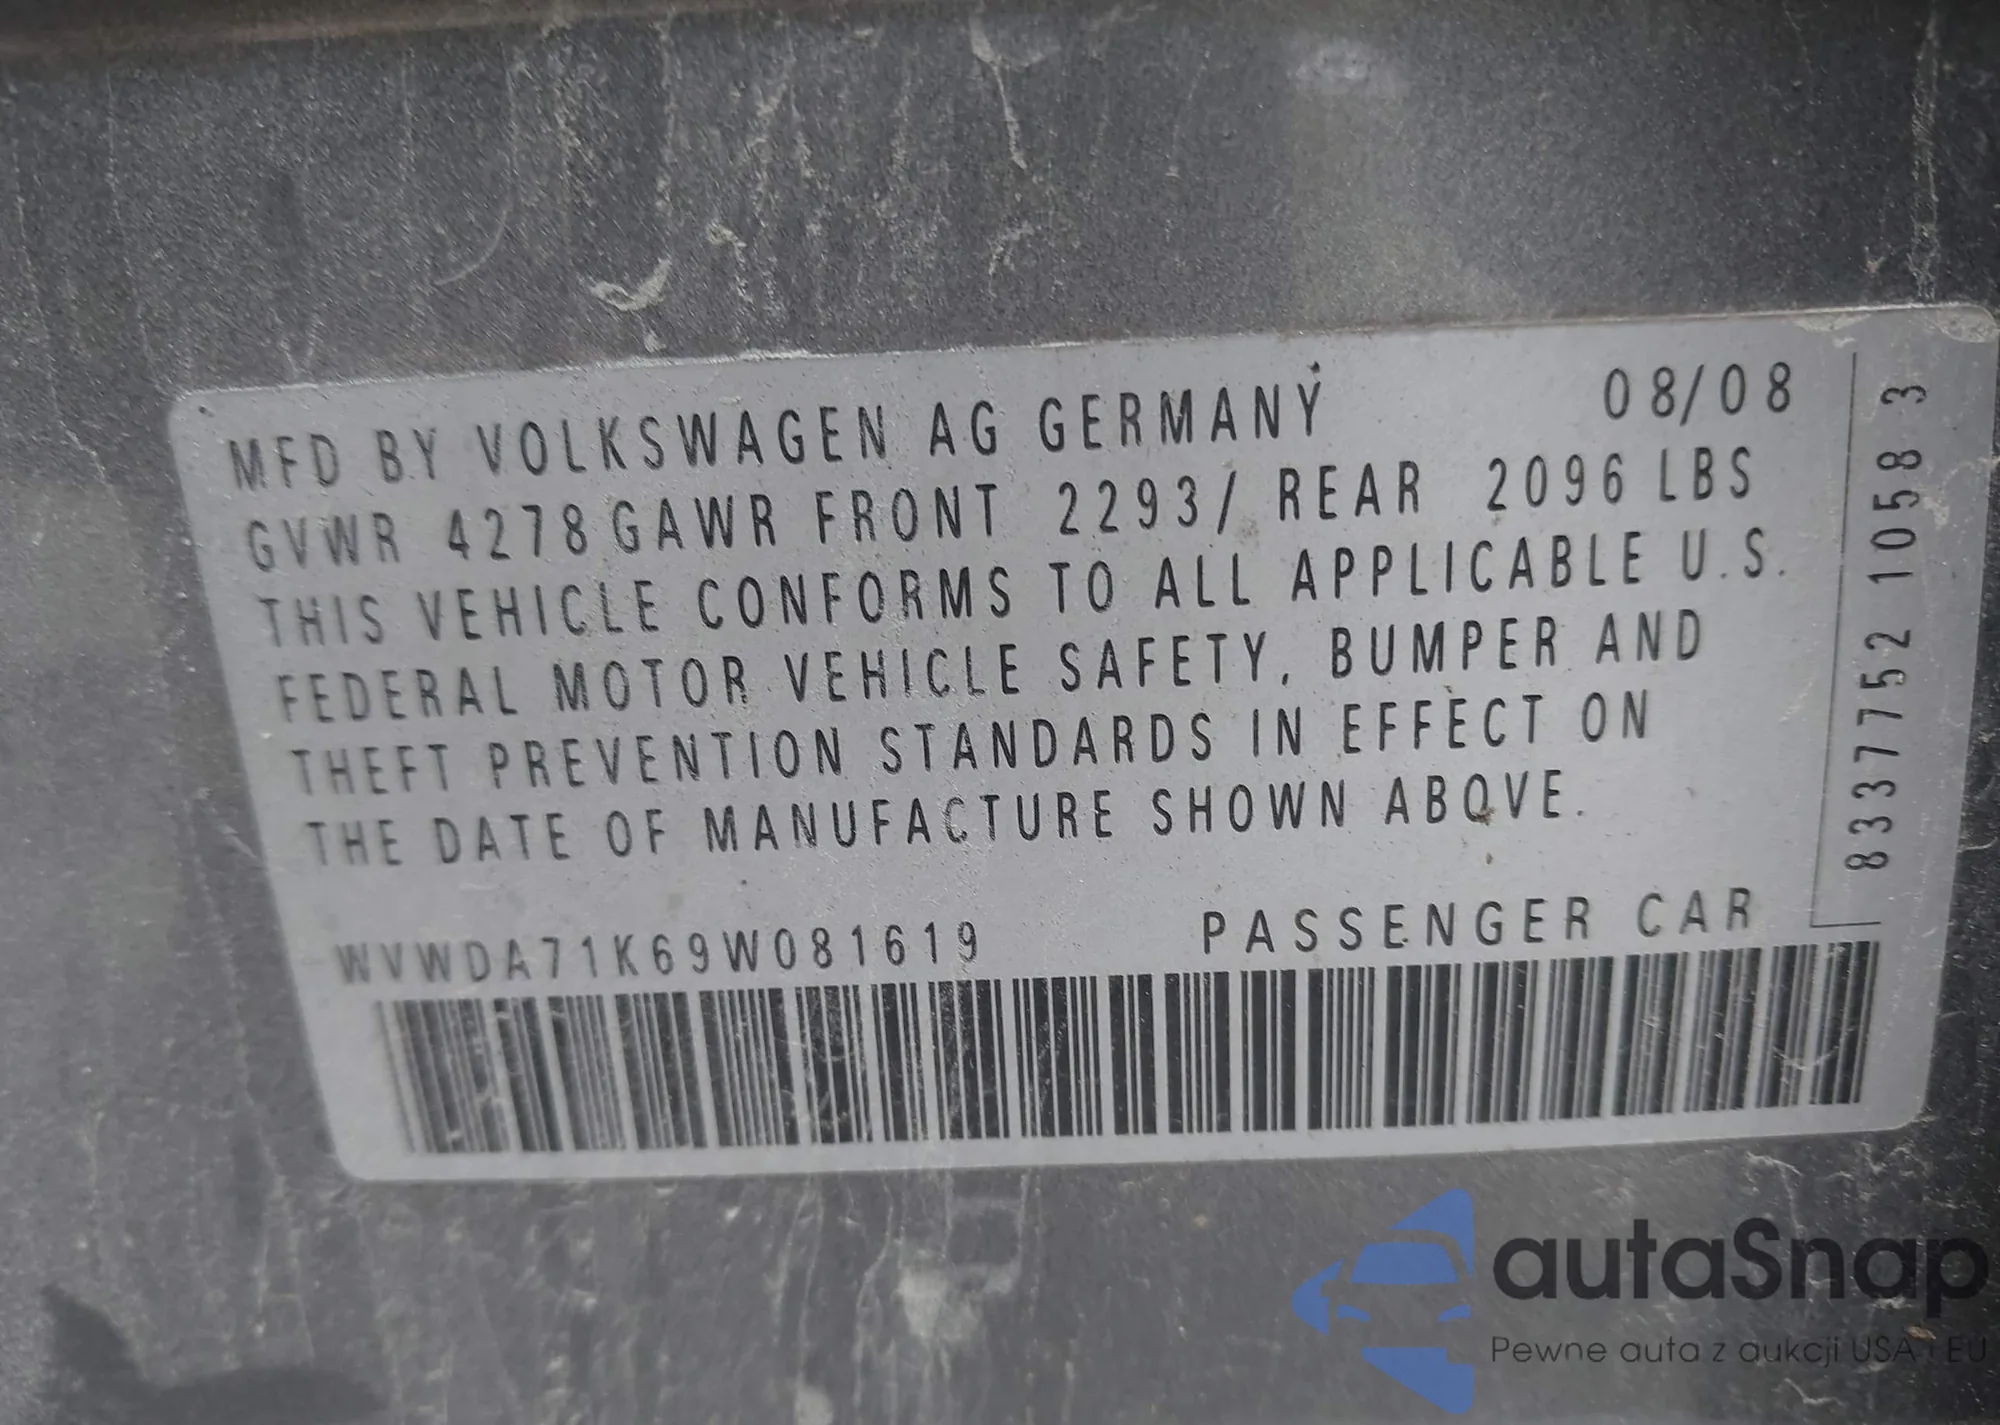 MFD BY VOLKSWAGEN AG GERMANY 08/08
GVWR 4278 GAWR FRONT 2293/ REAR 2096 LBS
THIS VEHICLE CONFORMS TO ALL APPLICABLE U.S.
FEDERAL MOTOR VEHICLE SAFETY, BUMPER AND
THEFT PREVENTION STANDARDS IN EFFECT ON
THE DATE OF MANUFACTURE SHOWN ABOVE.
WVWDA71K69W081619 PASSENGER CAR
8337752 1058 3
autaSnap
Pewne auta z aukcji USA i EU